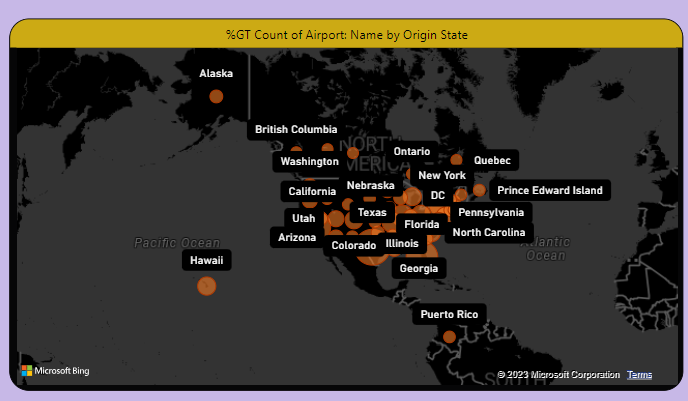 %GT Count of Airport: Name by Origin State
Alaska
British Columbia
NORTH
AMERICA
Ontario
Washington
Quebec
New York
Nebraska
California
DC
Prince Edward Island
Texas
Pennsylvania
Utah
Florida
North Carolina
Arizona
Colorado
Illinois
Pacific Ocean
Atlantic
Ocean
Hawaii
Georgia
Puerto Rico
SOUTH
Microsoft Bing
© 2023 Microsoft Corporation Terms